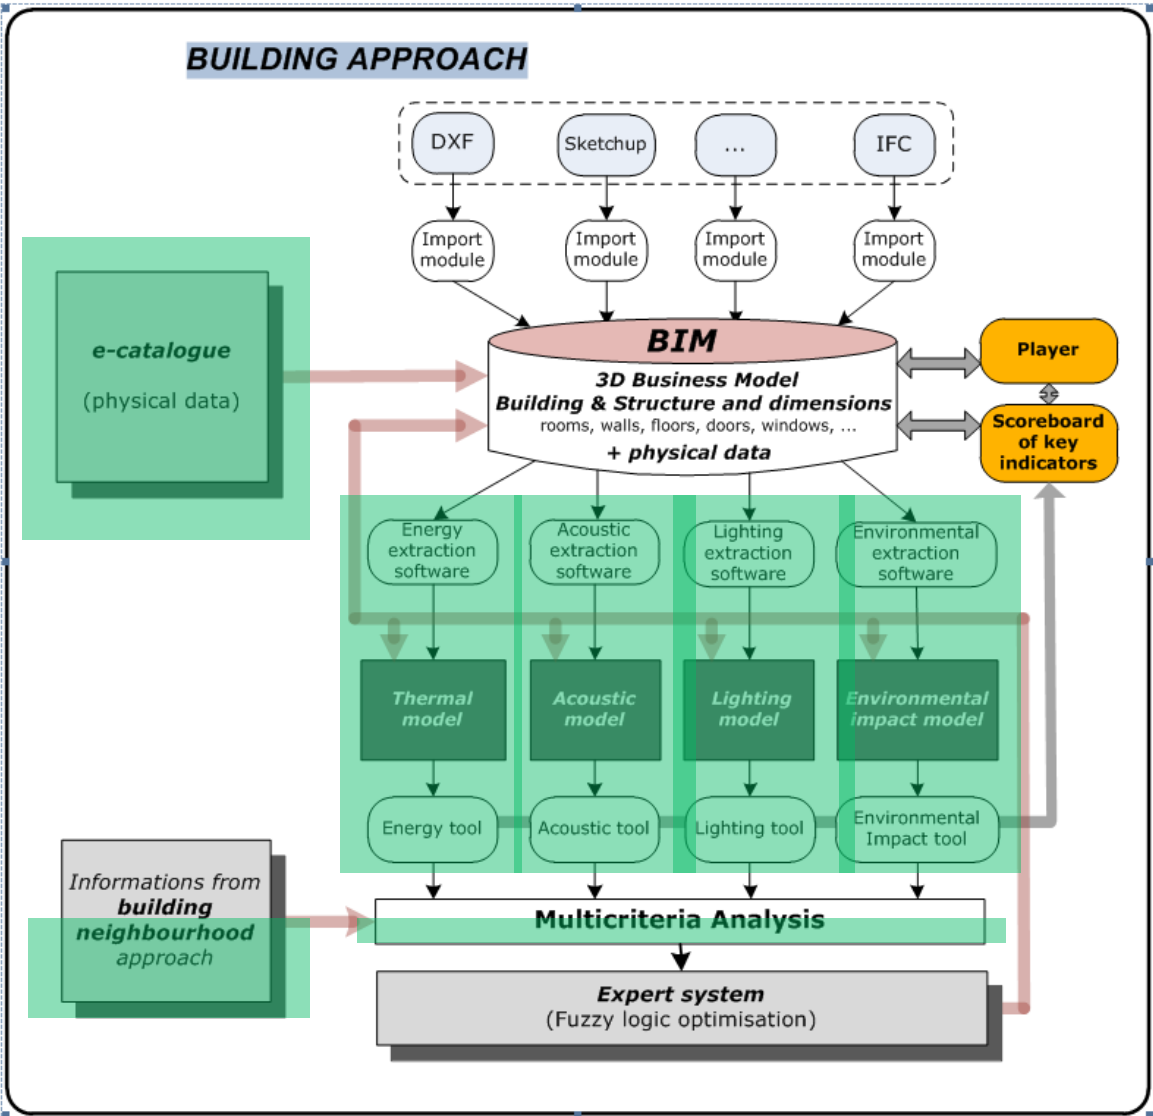 BUILDING APPROACH
DXF
Sketchup
...
IFC
Import
module
Import
module
Import
module
Import
module
e-catalogue
(physical data)
BIM
3D Business Model
Building & Structure and dimensions
rooms, walls, floors, doors, windows, ...
+ physical data
Player
Scoreboard
of key
indicators
Energy
extraction
software
Acoustic
extraction
software
Lighting
extraction
software
Environmental
extraction
software
Thermal
model
Acoustic
model
Lighting
model
Environmental
impact model
Energy tool
Acoustic tool
Lighting tool
Environmental
Impact tool
Informations from
building
neighbourhood
approach
Multicriteria Analysis
Expert system
(Fuzzy logic optimisation)